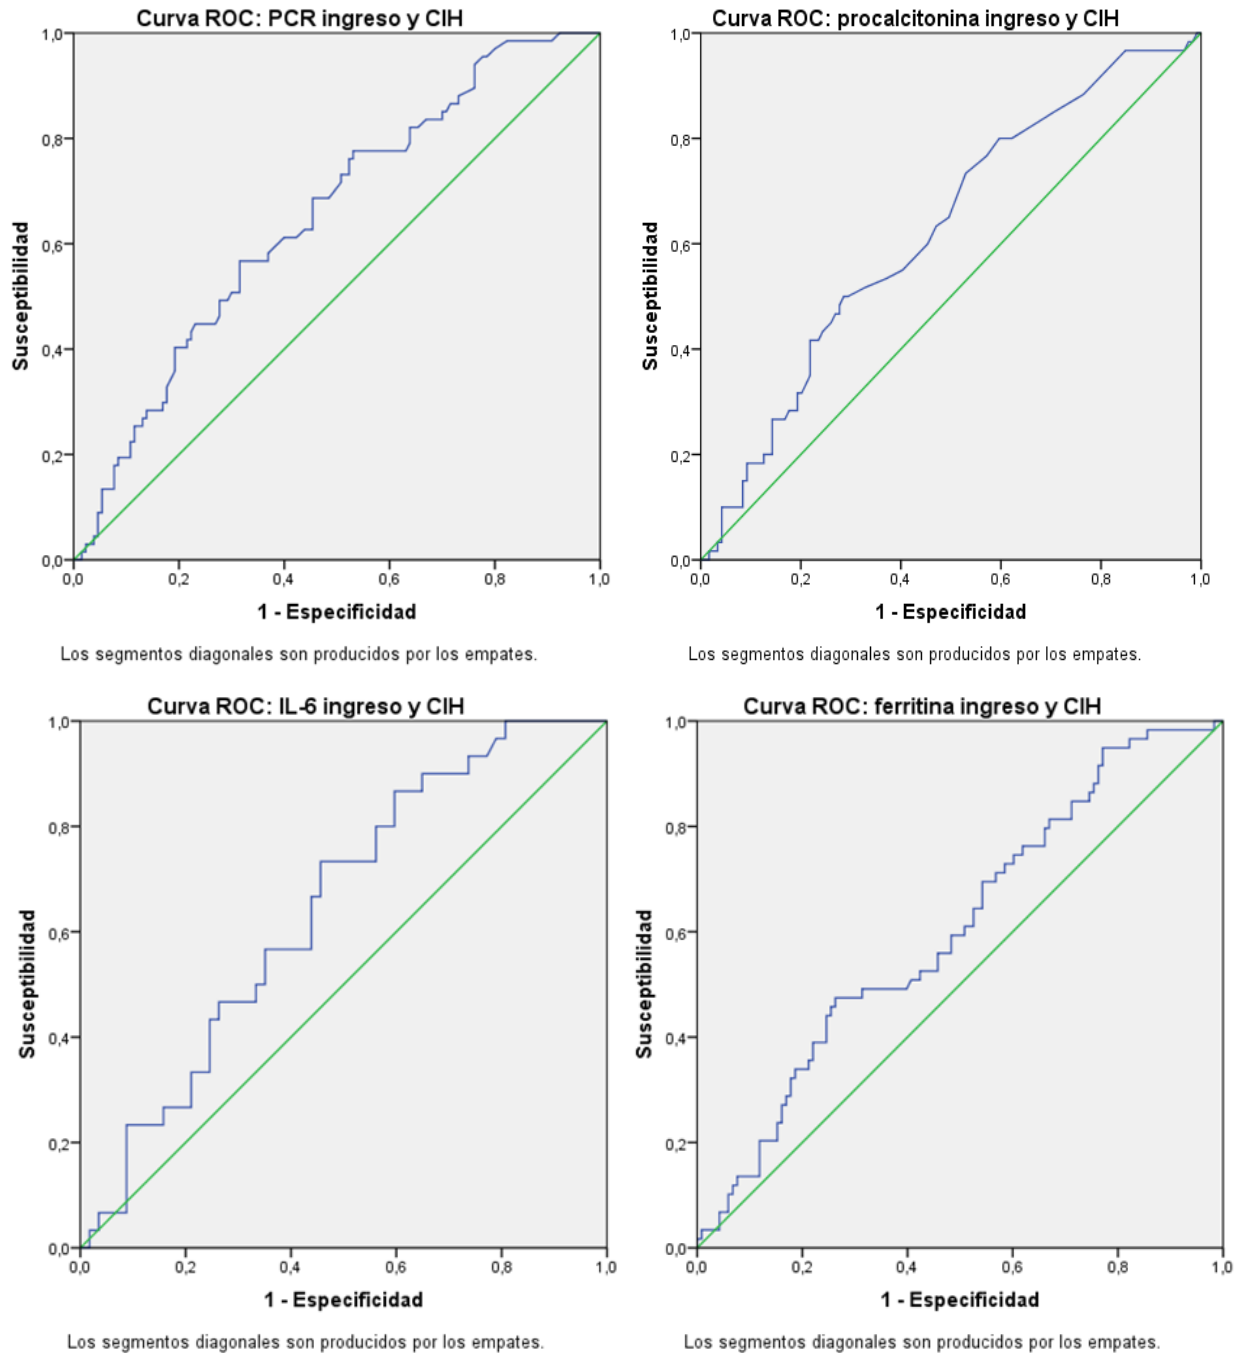 Curva ROC: PCR ingreso y CIH
1,0
0,8
0,6
0,4
0,2
0,0
Susceptibilidad
0,0 0,2 0,4 0,6 0,8 1,0
1 - Especificidad
Los segmentos diagonales son producidos por los empates.
Curva ROC: procalcitonina ingreso y CIH
1,0
0,8
0,6
0,4
0,2
0,0
Susceptibilidad
0,0 0,2 0,4 0,6 0,8 1,0
1 - Especificidad
Los segmentos diagonales son producidos por los empates.
Curva ROC: IL-6 ingreso y CIH
1,0
0,8
0,6
0,4
0,2
0,0
Susceptibilidad
0,0 0,2 0,4 0,6 0,8 1,0
1 - Especificidad
Los segmentos diagonales son producidos por los empates.
Curva ROC: ferritina ingreso y CIH
1,0
0,8
0,6
0,4
0,2
0,0
Susceptibilidad
0,0 0,2 0,4 0,6 0,8 1,0
1 - Especificidad
Los segmentos diagonales son producidos por los empates.